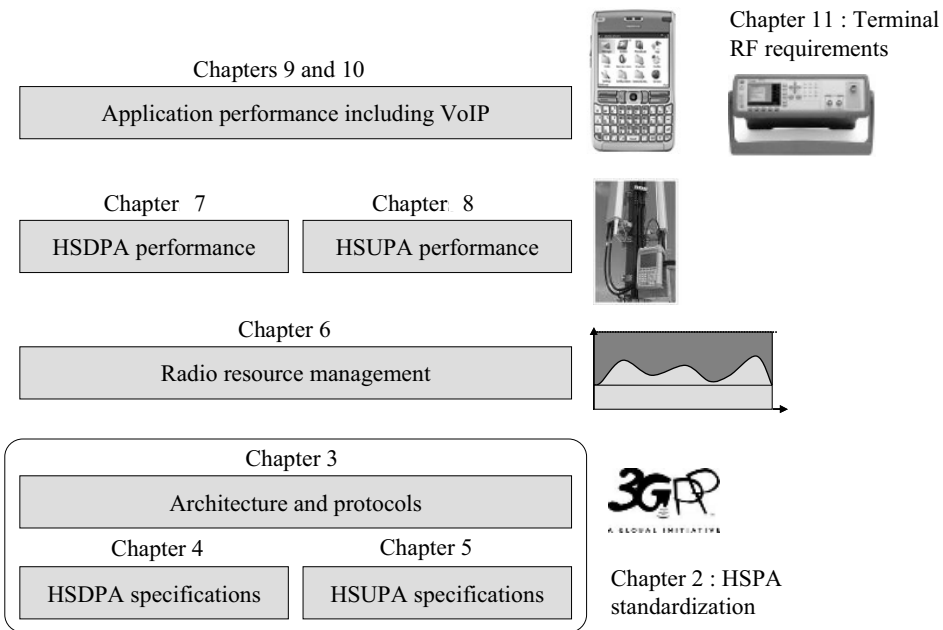 Chapter 11 : Terminal
RF requirements
Chapters 9 and 10
Application performance including VoIP
Chapter 7
Chapter 8
HSDPA performance
HSUPA performance
Chapter 6
Radio resource management
Chapter 3
Architecture and protocols
Chapter 4
Chapter 5
HSDPA specifications
HSUPA specifications
3GPP
A GLOBAL INITIATIVE
Chapter 2 : HSPA
standardization